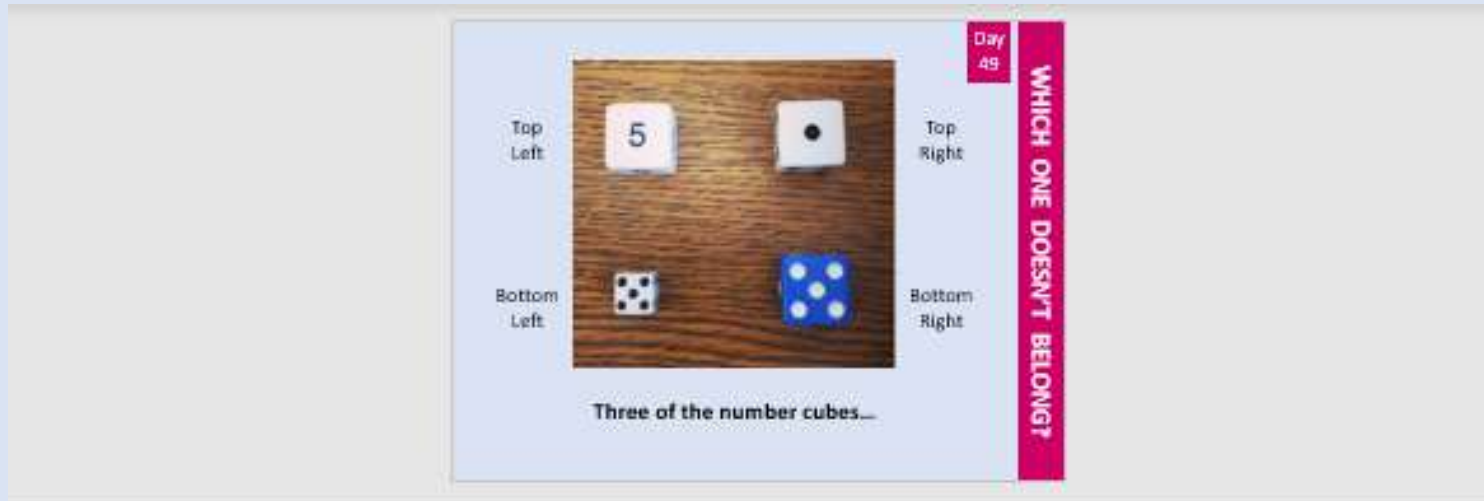 Day
49
WHICH ONE DOESN'T BELONG?
Top
Left
5
Top
Right
Bottom
Left
Bottom
Right
Three of the number cubes...